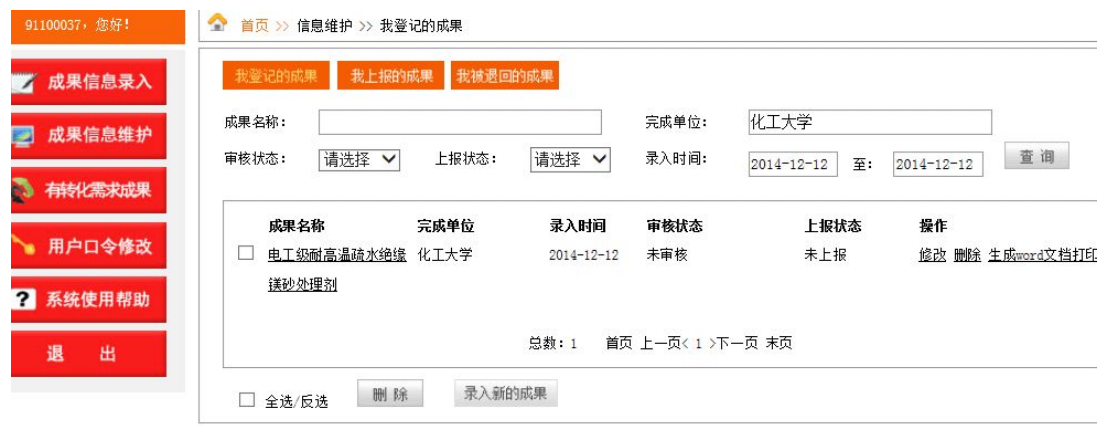 91100037，您好！
首页 >> 信息维护 >> 我登记的成果
成果信息录入
成果信息维护
有转化需求成果
用户口令修改
系统使用帮助
退 出
我登记的成果 我上报的成果 我被退回的成果
成果名称： 完成单位： 化工大学
审核状态： 请选择 上报状态： 请选择 录入时间： 2014-12-12 至： 2014-12-12 查 询
成果名称 完成单位 录入时间 审核状态 上报状态 操作
电工级耐高温疏水绝缘 化工大学 2014-12-12 未审核 未上报 修改 删除 生成word文档打印
镁砂处理剂
总数：1 首页 上一页< 1 >下一页 末页
全选/反选 删 除 录入新的成果